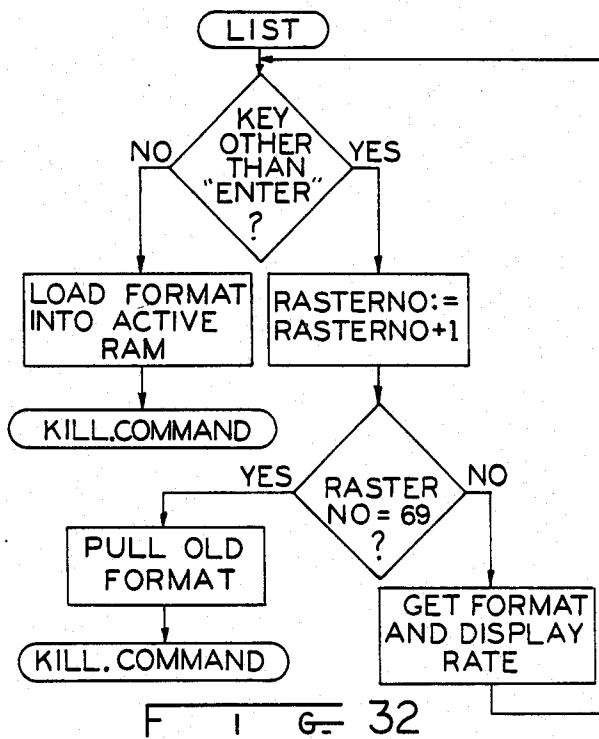 LIST
KEY
OTHER
THAN
"ENTER"
?
NO
YES
LOAD FORMAT
INTO ACTIVE
RAM
RASTERNO:=
RASTERNO+1
KILL.COMMAND
YES
NO
RASTER
NO = 69
?
PULL OLD
FORMAT
GET FORMAT
AND DISPLAY
RATE
KILL. COMMAND
F I G- 32